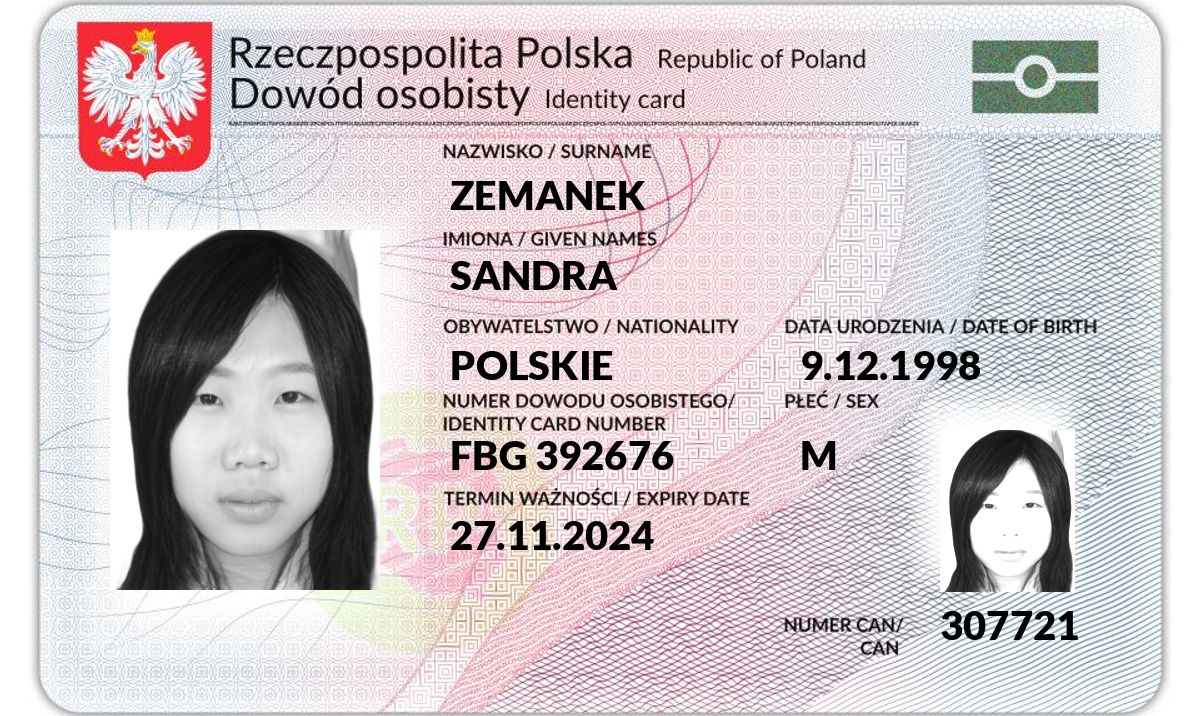 Rzeczpospolita Polska Republic of Poland
Dowód osobisty Identity card
NAZWISKO / SURNAME
ZEMANEK
IMIONA / GIVEN NAMES
SANDRA
OBYWATELSTWO / NATIONALITY
POLSKIE
DATA URODZENIA / DATE OF BIRTH
9.12.1998
NUMER DOWODU OSOBISTEGO/
IDENTITY CARD NUMBER
FBG 392676
PŁEĆ / SEX
M
TERMIN WAŻNOŚCI / EXPIRY DATE
27.11.2024
NUMER CAN/
CAN
307721